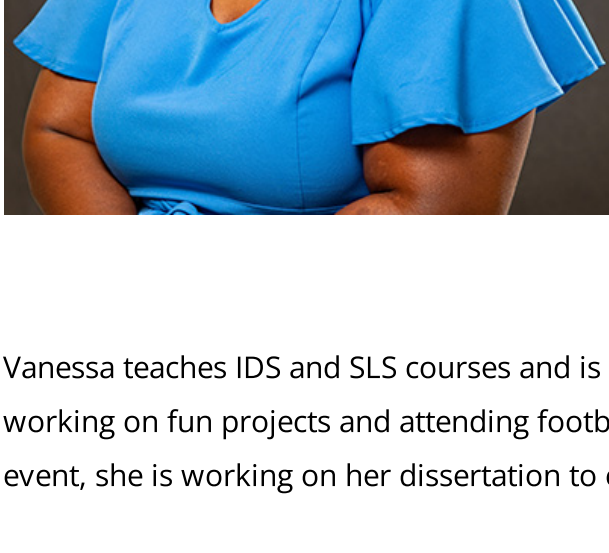 Vanessa teaches IDS and SLS courses and is
working on fun projects and attending
event, she is working on her dissertation to